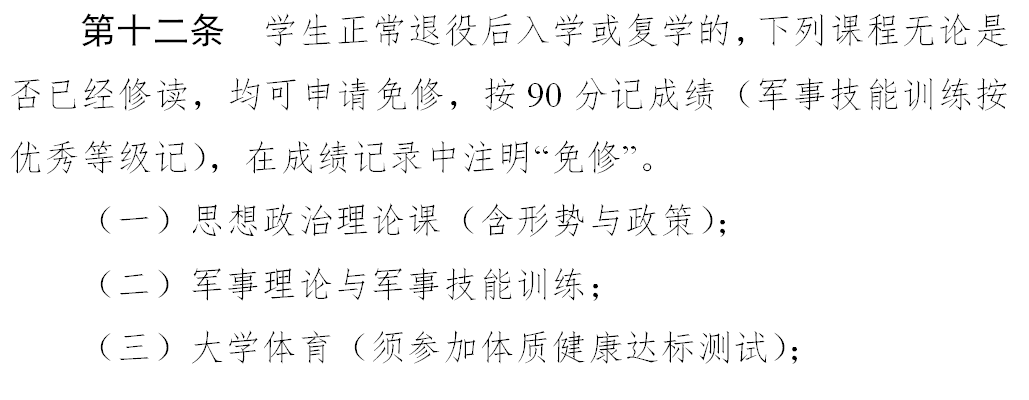 第十二条　学生正常退役后入学或复学的，下列课程无论是
否已经修读，均可申请免修，按 90 分记成绩（军事技能训练按
优秀等级记），在成绩记录中注明“免修”。
（一）思想政治理论课（含形势与政策）；
（二）军事理论与军事技能训练；
（三）大学体育（须参加体质健康达标测试）；